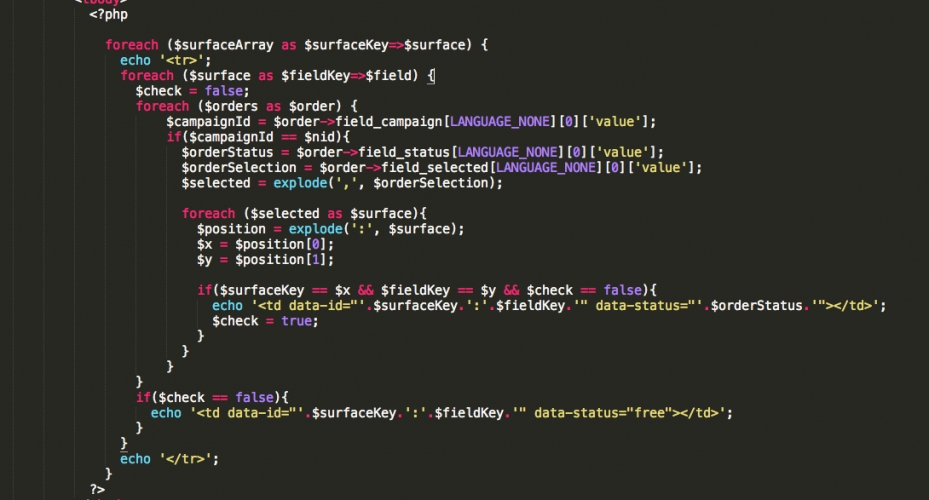 <tbody>
<?php
foreach ($surfaceArray as $surfaceKey=>$surface) {
echo '<tr>';
foreach ($surface as $fieldKey=>$field) {
$check = false;
foreach ($orders as $order) {
$campaignId = $order->field_campaign[LANGUAGE_NONE][0]['value'];
if($campaignId == $nid){
$orderStatus = $order->field_status[LANGUAGE_NONE][0]['value'];
$orderSelection = $order->field_selected[LANGUAGE_NONE][0]['value'];
$selected = explode(',', $orderSelection);
foreach ($selected as $surface){
$position = explode(':', $surface);
$x = $position[0];
$y = $position[1];
if($surfaceKey == $x && $fieldKey == $y && $check == false){
echo '<td data-id="'.$surfaceKey.':'.$fieldKey.'" data-status="'.$orderStatus.'"></td>';
$check = true;
}
}
}
}
if($check == false){
echo '<td data-id="'.$surfaceKey.':'.$fieldKey.'" data-status="free"></td>';
}
}
echo '</tr>';
}
?>